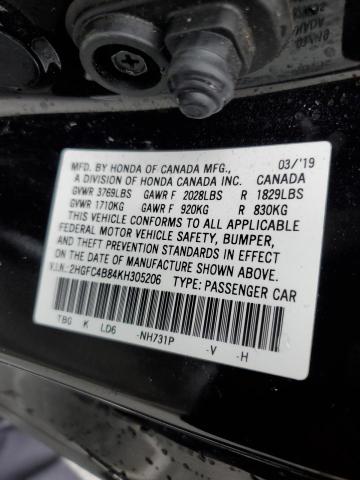 MFD. BY HONDA OF CANADA MFG., 03/'19
A DIVISION OF HONDA CANADA INC. CANADA
GVWR 3769LBS GAWR F 2028LBS R 1829LBS
GVWR 1710KG GAWR F 920KG R 830KG
THIS VEHICLE CONFORMS TO ALL APPLICABLE
FEDERAL MOTOR VEHICLE SAFETY, BUMPER,
AND THEFT PREVENTION STANDARDS IN EFFECT
ON THE DATE OF MANUFACTURE SHOWN ABOVE.
V.I.N.:2HGFC4B84KH305206 TYPE: PASSENGER CAR
TBG K LD6 -NH731P -V -H